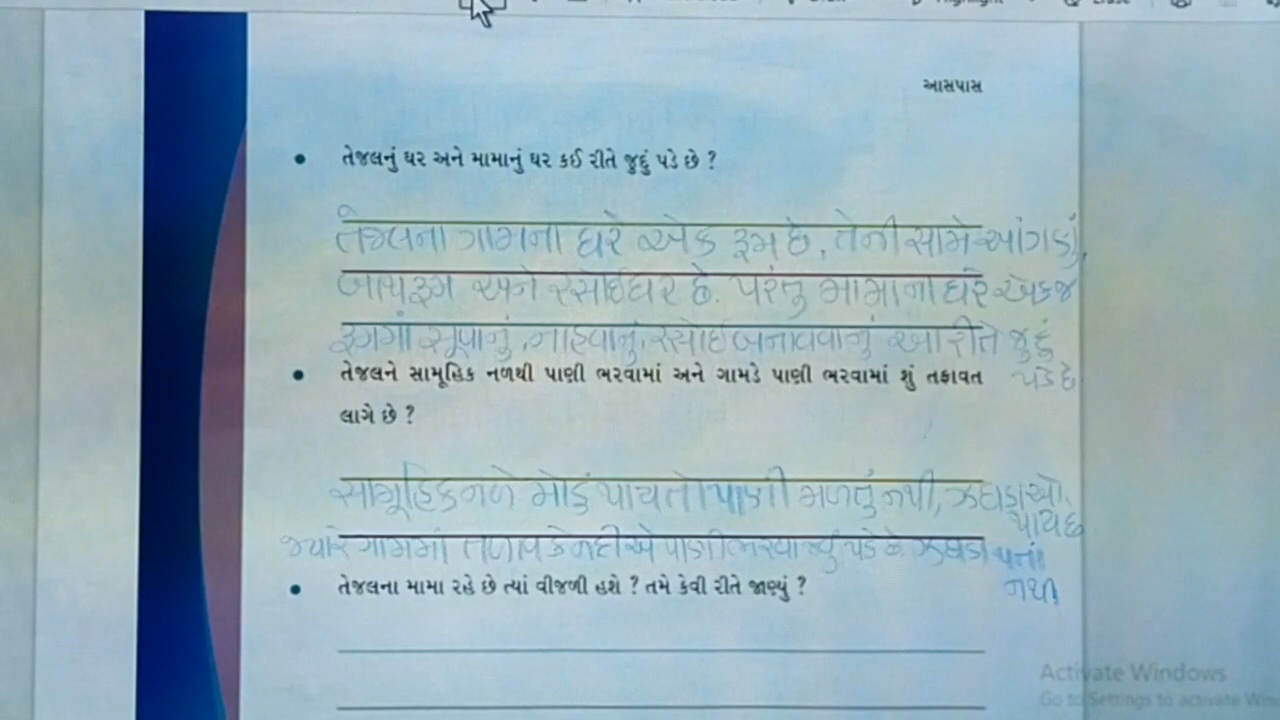 આસપાસ
• તેજલનું ઘર અને મામાનું ઘર કઈ રીતે જુદું પડે છે ?
તેજલના ગામના ઘરે એક રૂમ છે. તેની સામે આંગણું,
બાથરૂમ અને રસોઈઘર છે. પરંતુ મામાના ઘરે એક જ
રૂમમાં સૂવાનું, નાહવાનું, રસોઈ બનાવવાનું આ રીતે જુદું
પડે છે
• તેજલને સામૂહિક નળથી પાણી ભરવામાં અને ગામડે પાણી ભરવામાં શું તફાવત
લાગે છે ?
સામૂહિક નળે મોડું થાય તો પાણી મળતું નથી, ઝઘડાઓ
થાય છે
જ્યારે ગામમાં તળાવ કે નદીએ પાણી ભરવા જવું પડે છે ઝઘડા થતાં
નથી
• તેજલના મામા રહે છે ત્યાં વીજળી હશે ? તમે કેવી રીતે જાણ્યું ?
Activate Windows
Go to Settings to activate